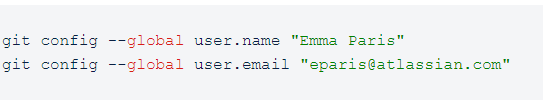 git config --global user.name "Emma Paris"
git config --global user.email "eparis@atlassian.com"